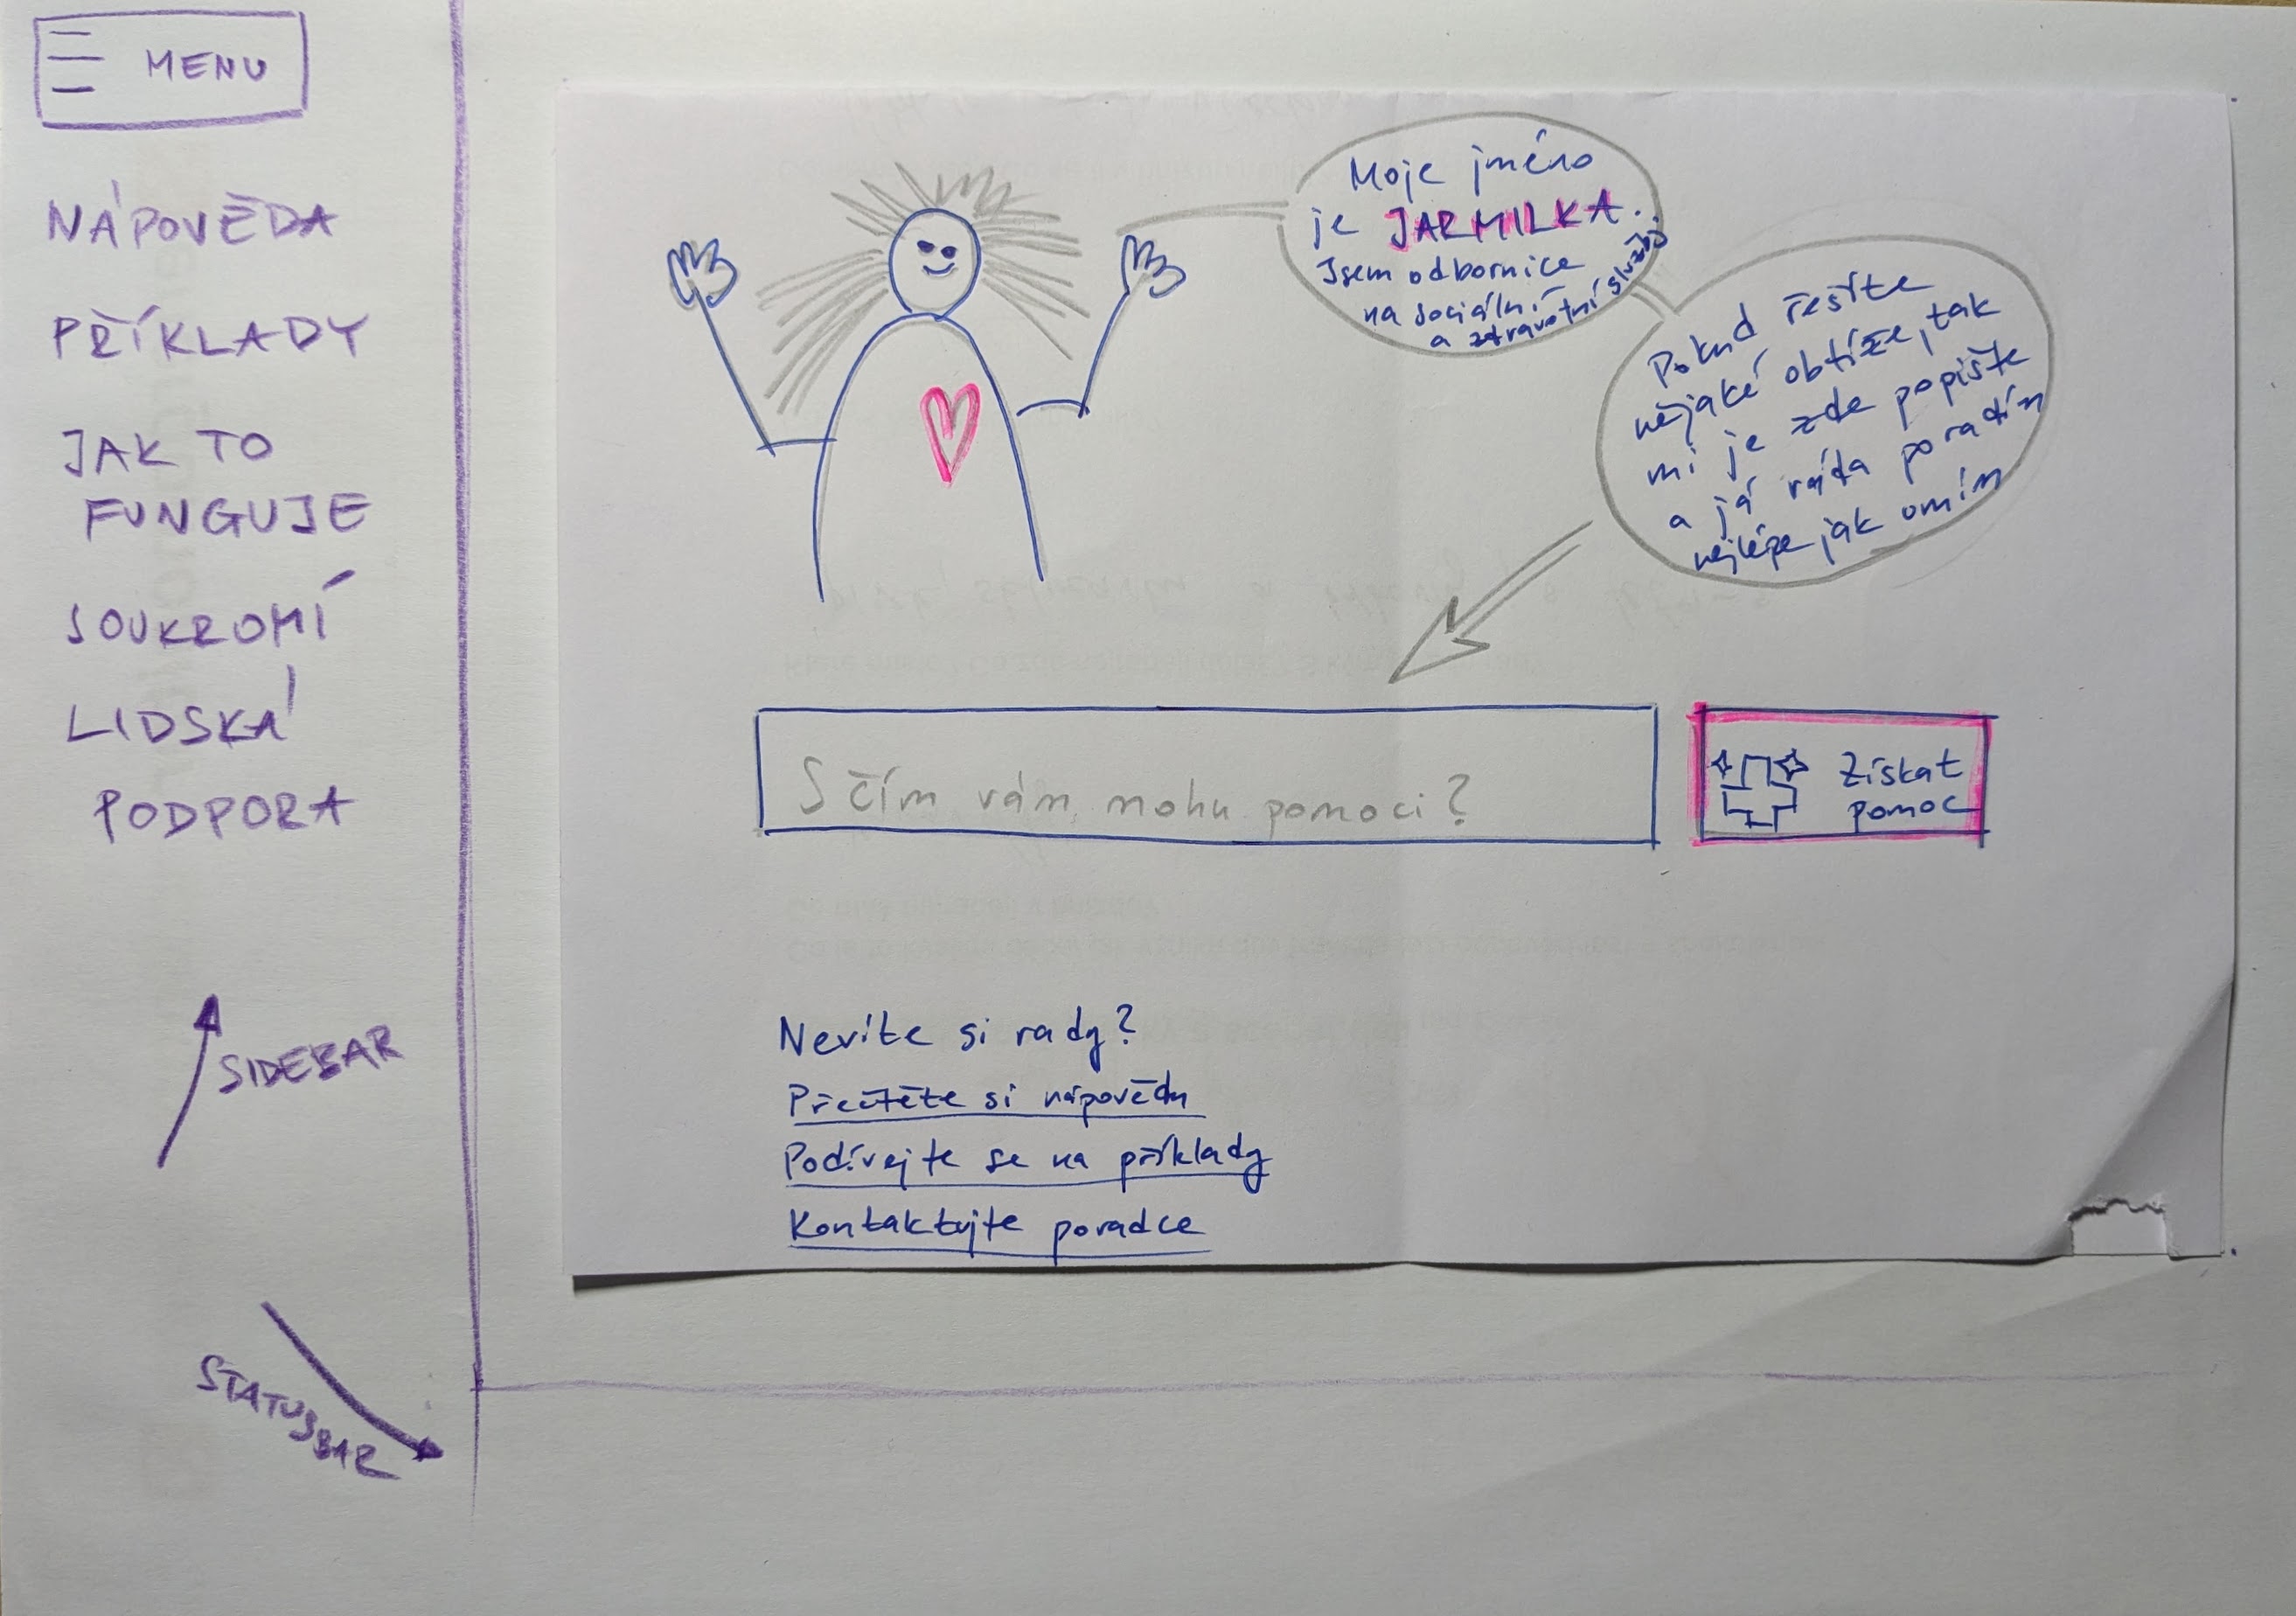 MENU
NÁPOVĚDA
PŘÍKLADY
JAK TO
FUNGUJE
SOUKROMÍ
LIDSKÁ
PODPORA
SIDEBAR
STATUSBAR
Moje jméno
je JARMILKA.
Jsem odbornice
na sociální
a zdravotní služby
Pokud řešíte
nějaké obtíže, tak
mi je zde popište
a já ráda poradím
nejlépe jak umím
S čím vám mohu pomoci?
Získat
pomoc
Nevíte si rady?
Přečtěte si nápovědu
Podívejte se na příklady
Kontaktujte poradce